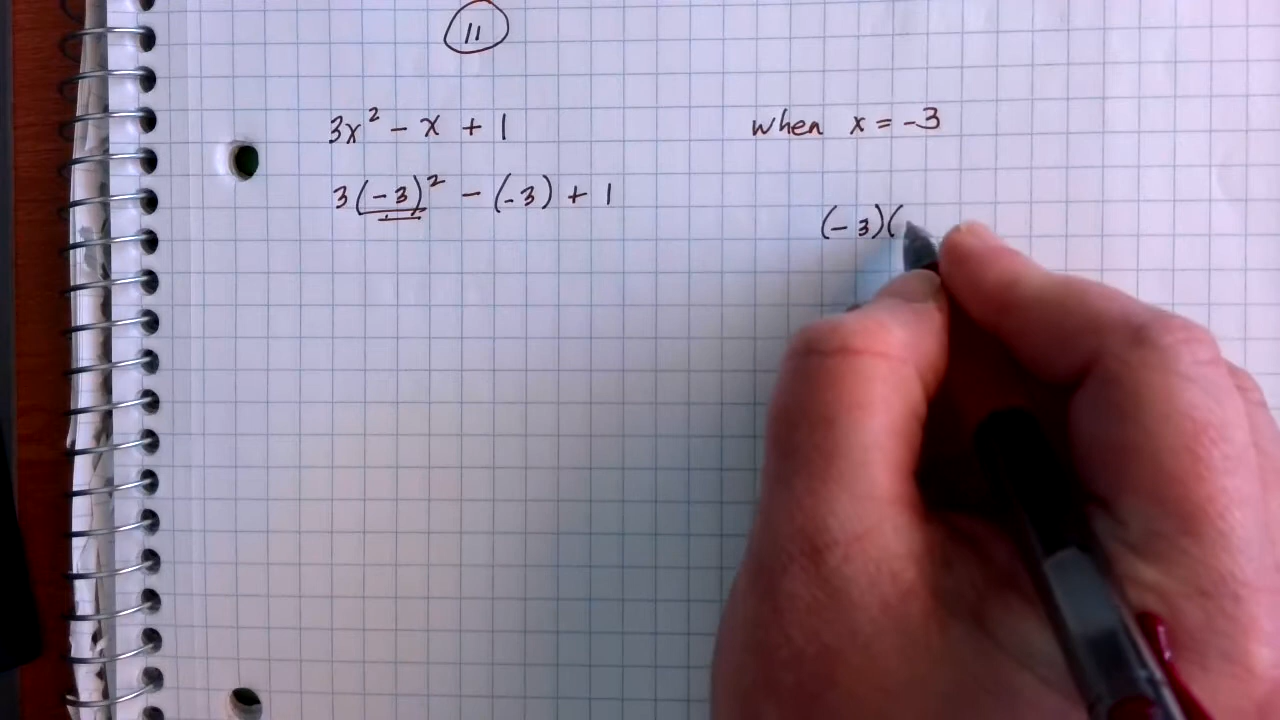 11
3x² - x + 1 when x = -3
3(-3)² - (-3) + 1
(-3)(